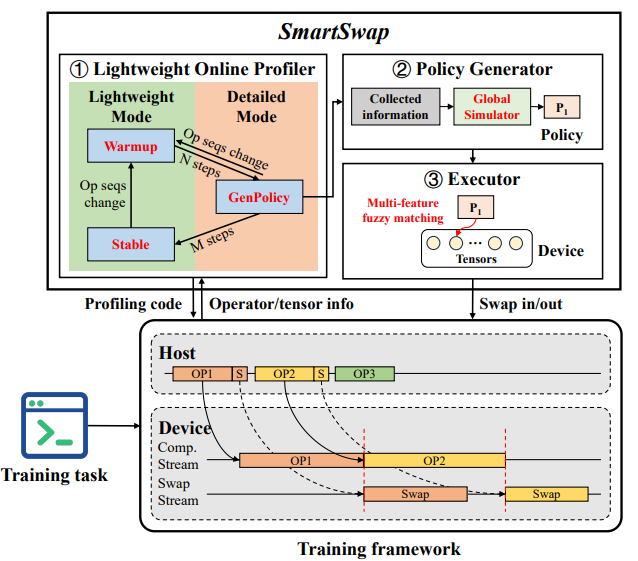 SmartSwap
① Lightweight Online Profiler
Lightweight
Mode
Detailed
Mode
Warmup
Op seqs change
N steps
GenPolicy
Op seqs
change
Stable
M steps
② Policy Generator
Collected
information
Global
Simulator
P1
Policy
③ Executor
Multi-feature
fuzzy matching
P1
...
Tensors
Device
Profiling code
Operator/tensor info
Swap in/out
Host
OP1
S
OP2
S
OP3
Device
Comp.
Stream
OP1
OP2
Swap
Stream
Swap
Swap
Training task
Training framework